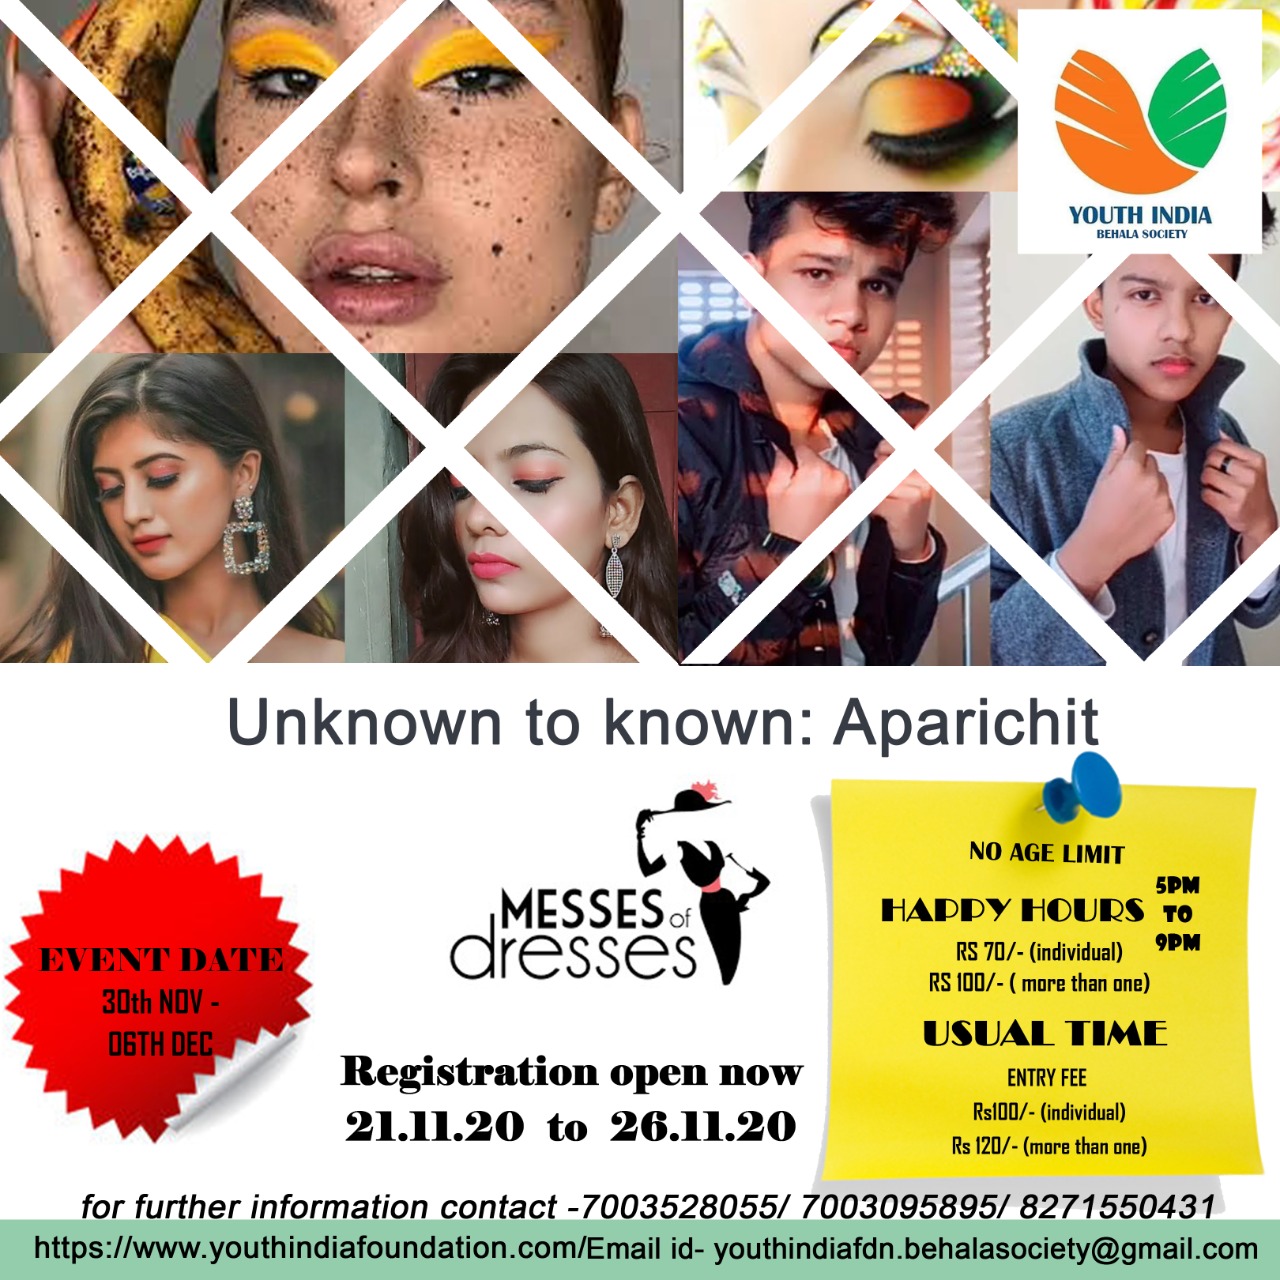 YOUTH INDIA
BEHALA SOCIETY
Unknown to known: Aparichit
EVENT DATE
30th NOV -
06TH DEC
MESSES of
dresses
Registration open now
21.11.20 to 26.11.20
NO AGE LIMIT
HAPPY HOURS
5PM
TO
9PM
RS 70/- (individual)
RS 100/- ( more than one)
USUAL TIME
ENTRY FEE
Rs100/- (individual)
Rs 120/- (more than one)
for further information contact -7003528055/ 7003095895/ 8271550431
https://www.youthindiafoundation.com/Email id- youthindiafdn.behalasociety@gmail.com